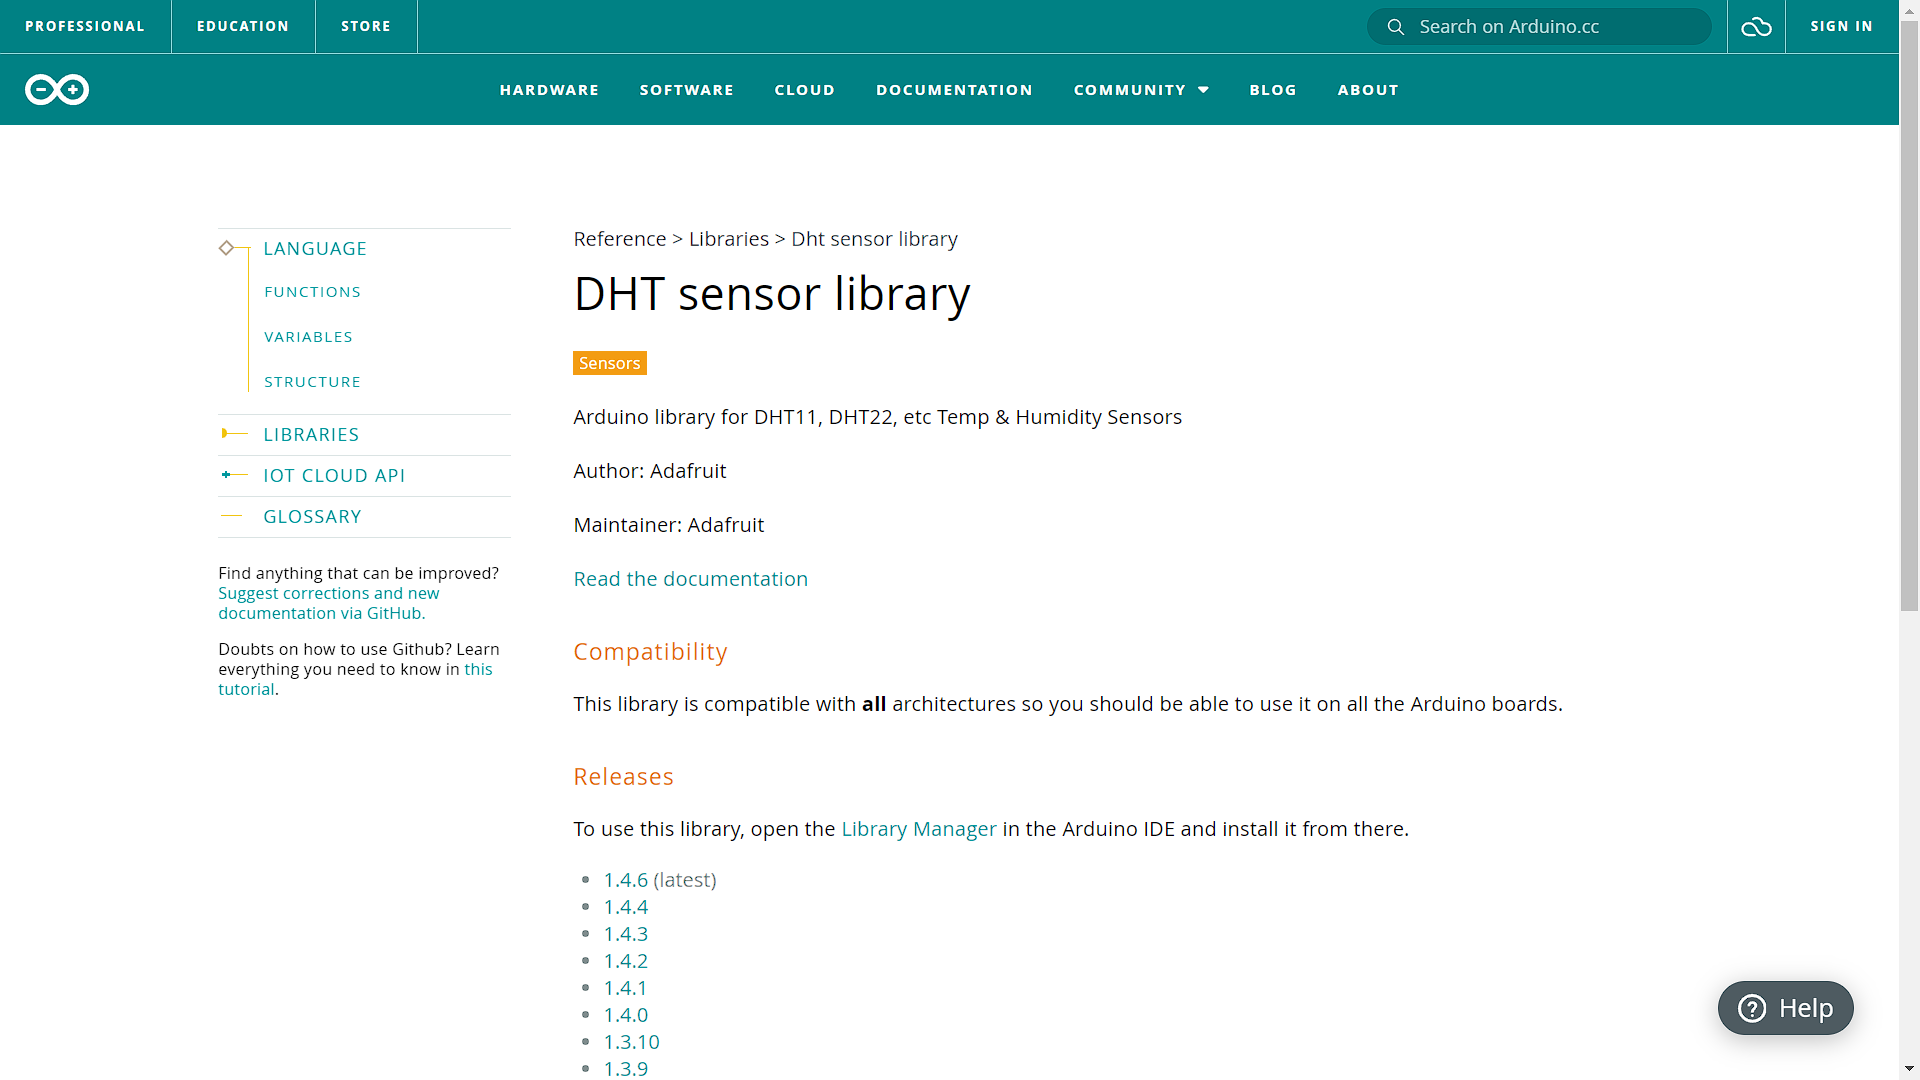 PROFESSIONAL
EDUCATION
STORE
Search on Arduino.cc
SIGN IN
HARDWARE
SOFTWARE
CLOUD
DOCUMENTATION
COMMUNITY
BLOG
ABOUT
LANGUAGE
FUNCTIONS
VARIABLES
STRUCTURE
LIBRARIES
IOT CLOUD API
GLOSSARY
Find anything that can be improved?
Suggest corrections and new
documentation via GitHub.
Doubts on how to use Github? Learn
everything you need to know in this
tutorial.
Reference > Libraries > Dht sensor library
DHT sensor library
Sensors
Arduino library for DHT11, DHT22, etc Temp & Humidity Sensors
Author: Adafruit
Maintainer: Adafruit
Read the documentation
Compatibility
This library is compatible with all architectures so you should be able to use it on all the Arduino boards.
Releases
To use this library, open the Library Manager in the Arduino IDE and install it from there.
1.4.6 (latest)
1.4.4
1.4.3
1.4.2
1.4.1
1.4.0
1.3.10
1.3.9
Help